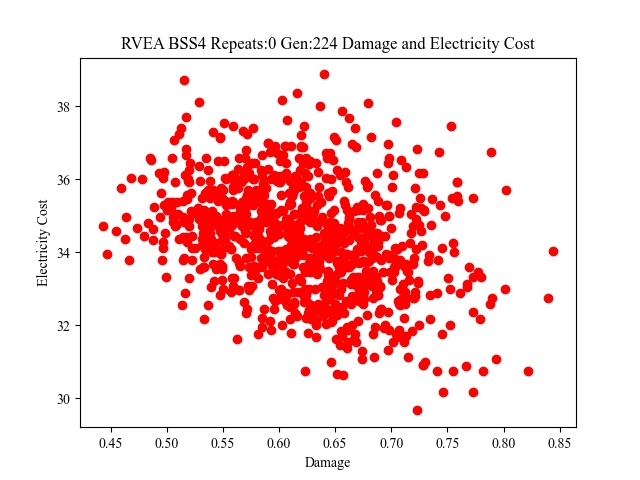 RVEA BSS4 Repeats:0 Gen:224 Damage and Electricity Cost
38
36
34
32
30
Electricity Cost
0.45 0.50 0.55 0.60 0.65 0.70 0.75 0.80 0.85
Damage